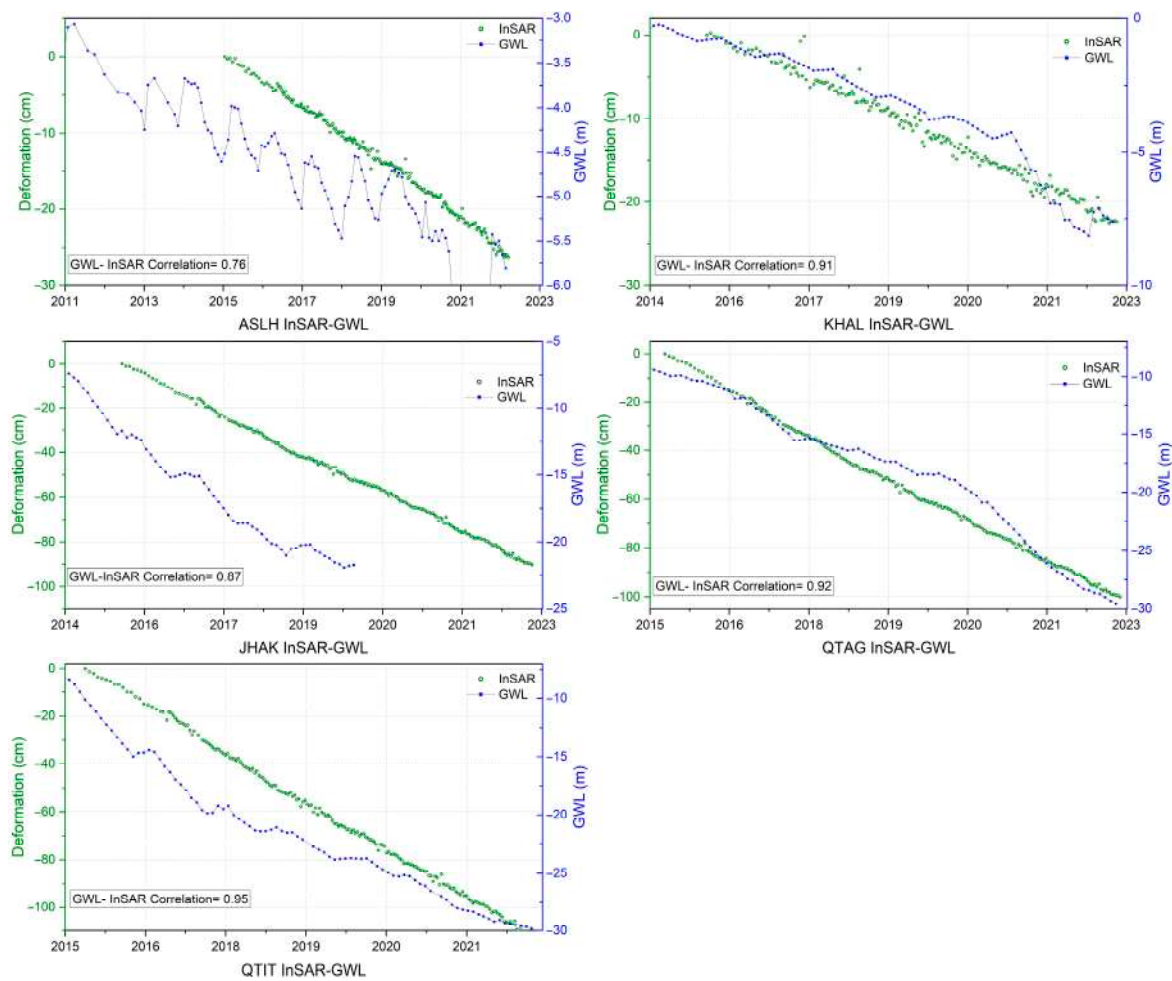 0
−10
−20
−30
Deformation (cm)
InSAR
GWL
−3.0
−3.5
−4.0
−4.5
−5.0
−5.5
−6.0
GWL (m)
GWL- InSAR Correlation= 0.76
2011 2013 2015 2017 2019 2021 2023
ASLH InSAR-GWL
0
−10
−20
−30
Deformation (cm)
InSAR
GWL
0
−5
−10
GWL (m)
GWL- InSAR Correlation= 0.91
2014 2016 2017 2019 2020 2021 2023
KHAL InSAR-GWL
0
−20
−40
−60
−80
−100
Deformation (cm)
InSAR
GWL
−5
−10
−15
−20
−25
GWL (m)
GWL-InSAR Correlation= 0.87
2014 2015 2017 2018 2020 2021 2023
JHAK InSAR-GWL
0
−20
−40
−60
−80
−100
Deformation (cm)
InSAR
GWL
−10
−15
−20
−25
−30
GWL (m)
GWL- InSAR Correlation= 0.92
2015 2016 2018 2019 2020 2021 2023
QTAG InSAR-GWL
0
−20
−40
−60
−80
−100
Deformation (cm)
InSAR
GWL
−10
−15
−20
−25
−30
GWL (m)
GWL- InSAR Correlation= 0.95
2015 2016 2018 2019 2020 2021
QTIT InSAR-GWL